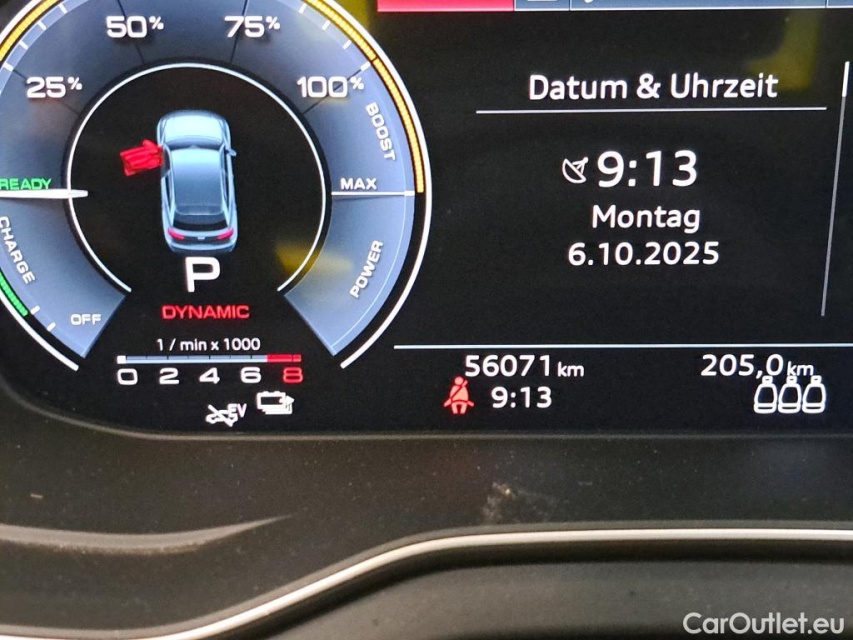 50% 75%
25% 100%
BOOST
READY
MAX
CHARGE
POWER
OFF
P
DYNAMIC
1 / min x 1000
0 2 4 6 8
EV
Datum & Uhrzeit
9:13
Montag
6.10.2025
56071 km
205,0 km
9:13
CarOutlet.eu